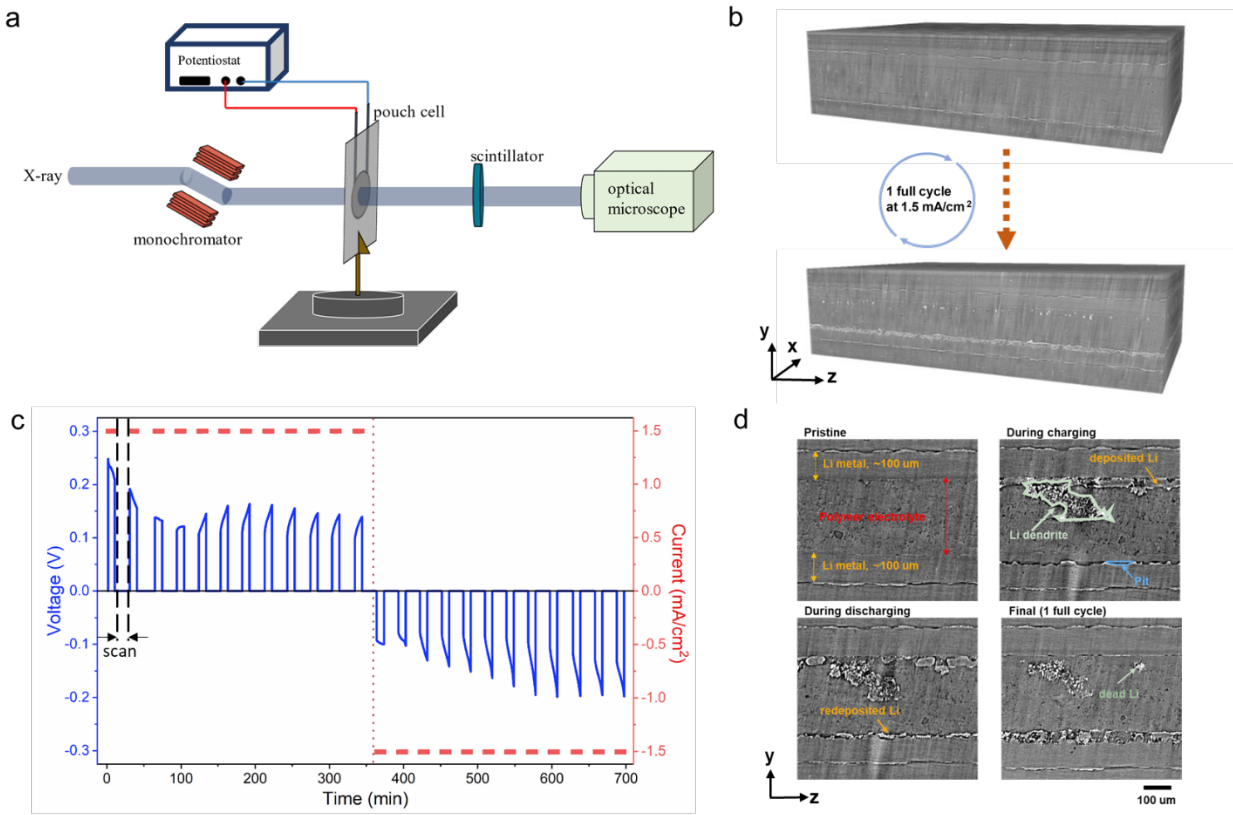 a
Potentiostat
pouch cell
X-ray
scintillator
optical
microscope
monochromator
b
1 full cycle
at 1.5 mA/cm²
y
x
z
c
0.3
0.2
0.1
0.0
-0.1
-0.2
-0.3
Voltage (V)
scan
1.5
1.0
0.5
0.0
-0.5
-1.0
-1.5
Current (mA/cm²)
0
100
200
300
400
500
600
700
Time (min)
d
Pristine
Li metal, ~100 um
Polymer electrolyte
Li metal, ~100 um
During charging
deposited Li
Li dendrite
Pit
During discharging
redeposited Li
Final (1 full cycle)
dead Li
y
z
100 um